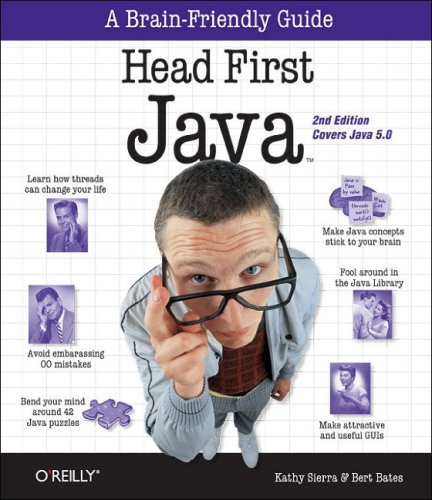 A Brain-Friendly Guide
Head First
Java™
2nd Edition
Covers Java 5.0
Learn how threads
can change your life
Make Java concepts
stick to your brain
Fool around in
the Java Library
Avoid embarassing
OO mistakes
Bend your mind
around 42
Java puzzles
Make attractive
and useful GUIs
O'REILLY®
Kathy Sierra & Bert Bates